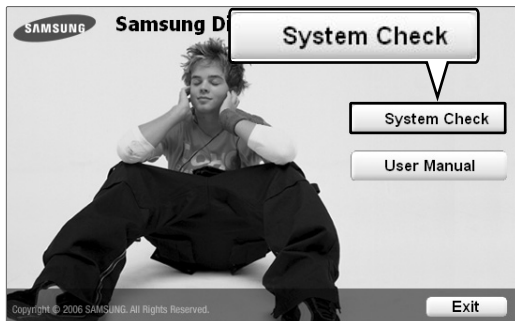 SAMSUNG
Samsung Di
System Check
System Check
User Manual
Copyright © 2006 SAMSUNG. All Rights Reserved.
Exit